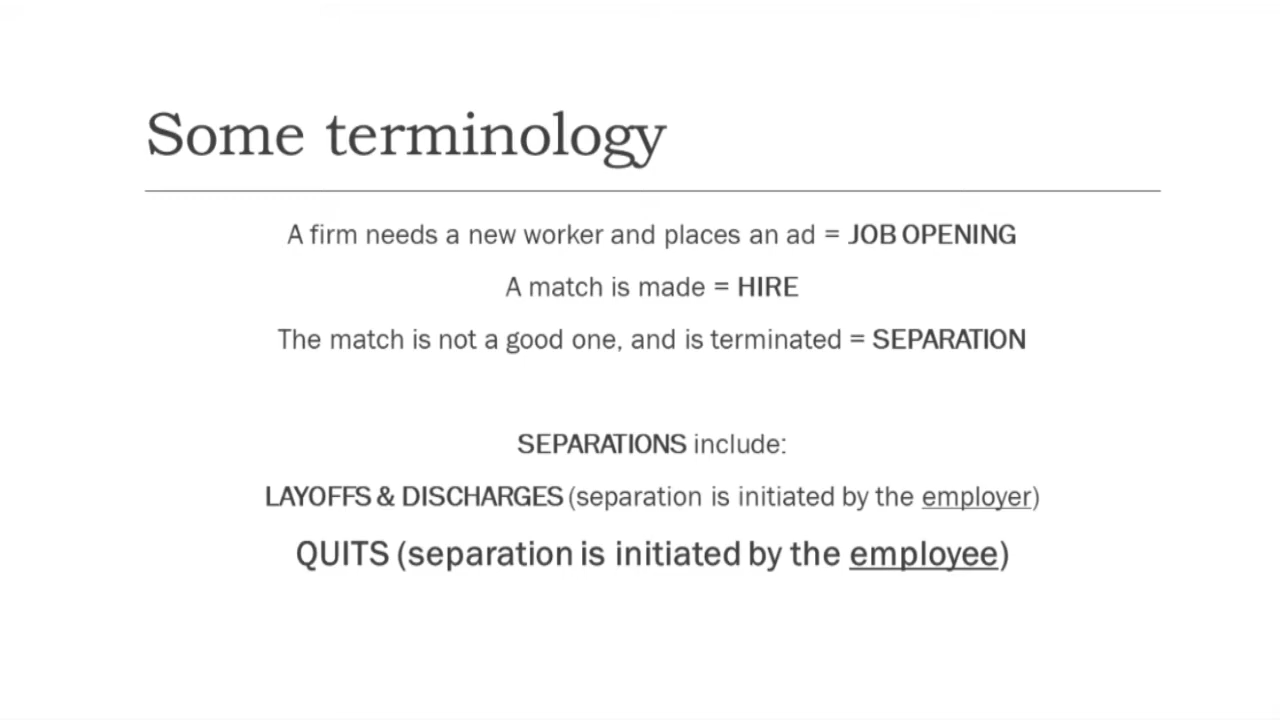 Some terminology
A firm needs a new worker and places an ad = JOB OPENING
A match is made = HIRE
The match is not a good one, and is terminated = SEPARATION
SEPARATIONS include:
LAYOFFS & DISCHARGES (separation is initiated by the employer)
QUITS (separation is initiated by the employee)